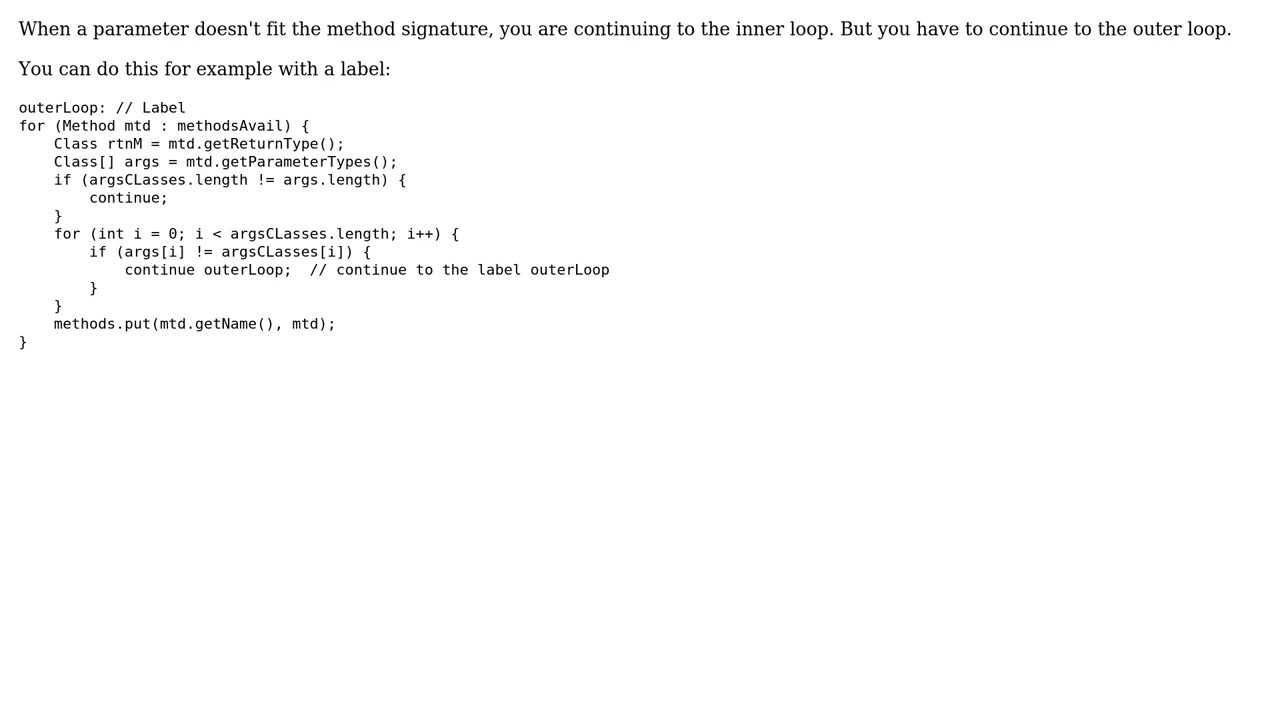 When a parameter doesn't fit the method signature, you are continuing to the inner loop. But you have to continue to the outer loop.
You can do this for example with a label:
outerLoop: // Label
for (Method mtd : methodsAvail) {
    Class rtnM = mtd.getReturnType();
    Class[] args = mtd.getParameterTypes();
    if (argsCLasses.length != args.length) {
        continue;
    }
    for (int i = 0; i < argsCLasses.length; i++) {
        if (args[i] != argsCLasses[i]) {
            continue outerLoop;  // continue to the label outerLoop
        }
    }
    methods.put(mtd.getName(), mtd);
}